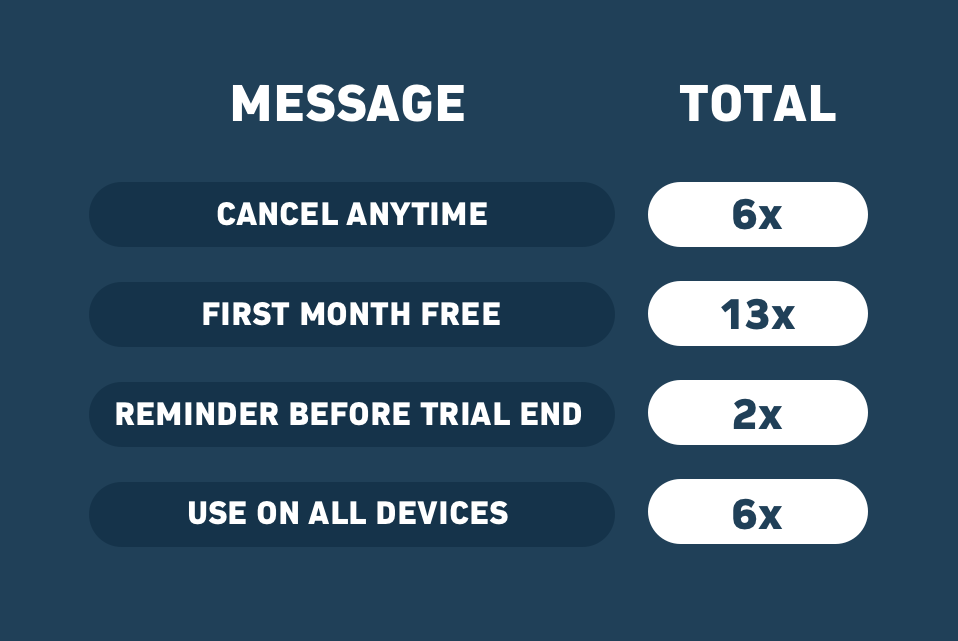 MESSAGE TOTAL
CANCEL ANYTIME 6x
FIRST MONTH FREE 13x
REMINDER BEFORE TRIAL END 2x
USE ON ALL DEVICES 6x